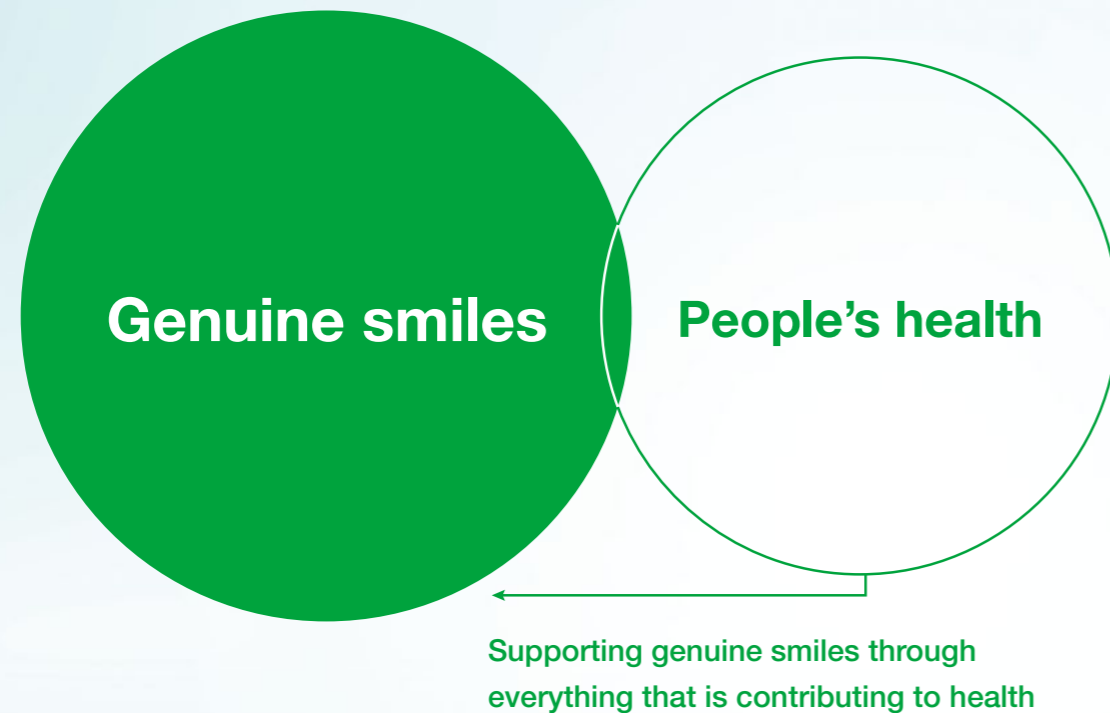 Genuine smiles
People’s health
Supporting genuine smiles through
everything that is contributing to health